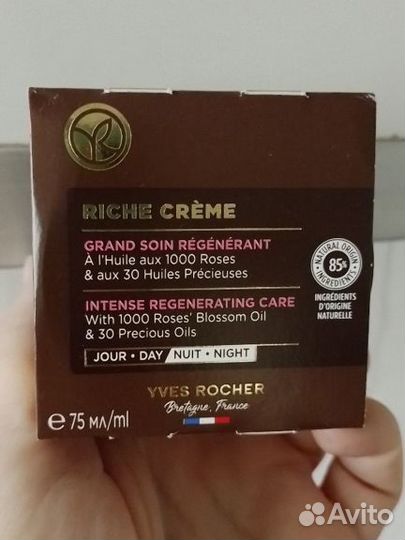 RICHE CRÈME
GRAND SOIN RÉGÉNÉRANT
À l'Huile aux 1000 Roses
& aux 30 Huiles Précieuses
INTENSE REGENERATING CARE
With 1000 Roses' Blossom Oil
& 30 Precious Oils
JOUR • DAY NUIT • NIGHT
NATURAL ORIGIN
85%
INGREDIENTS
INGRÉDIENTS
D'ORIGINE
NATURELLE
YVES ROCHER
Bretagne, France
e 75 мл/ml
Avito